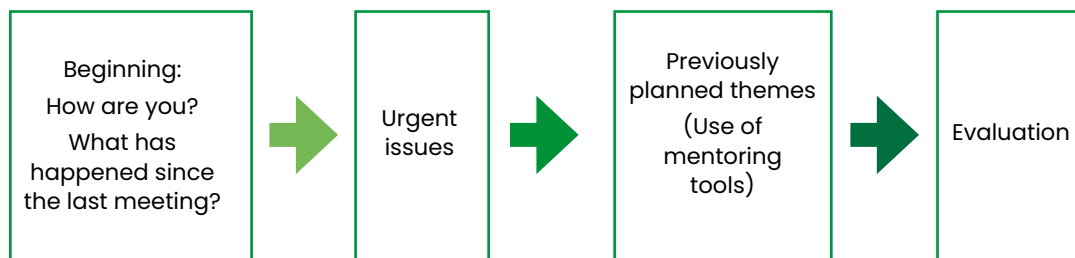 Beginning:
How are you?
What has
happened since
the last meeting?
Urgent
issues
Previously
planned themes
(Use of
mentoring
tools)
Evaluation